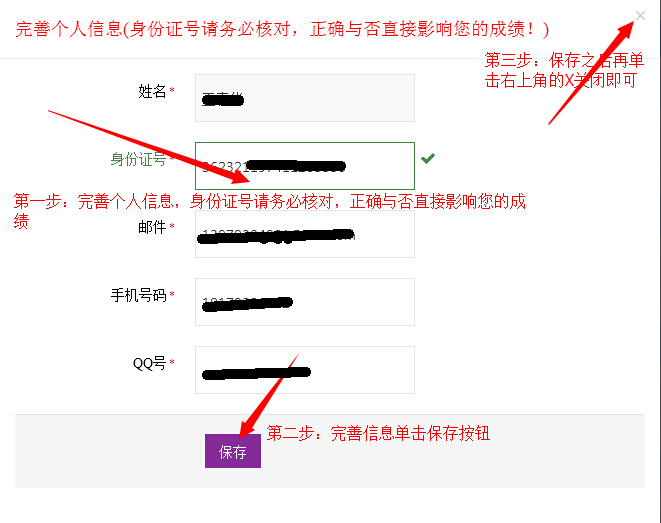 完善个人信息(身份证号请务必核对，正确与否直接影响您的成绩！)
×
第三步：保存之后再单
击右上角的X关闭即可
姓名*
身份证号*
第一步：完善个人信息，身份证号请务必核对，正确与否直接影响您的成
绩
邮件*
手机号码*
QQ号*
第二步：完善信息单击保存按钮
保存